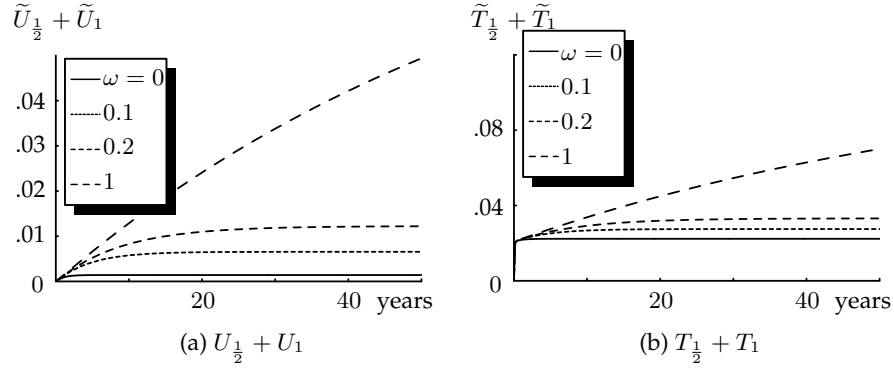 Ũ½ + Ũ1
ω = 0
0.1
0.2
1
.04
.03
.02
.01
0
20
40
years
(a) U½ + U1
T̃½ + T̃1
ω = 0
0.1
0.2
1
.08
.04
0
20
40
years
(b) T½ + T1